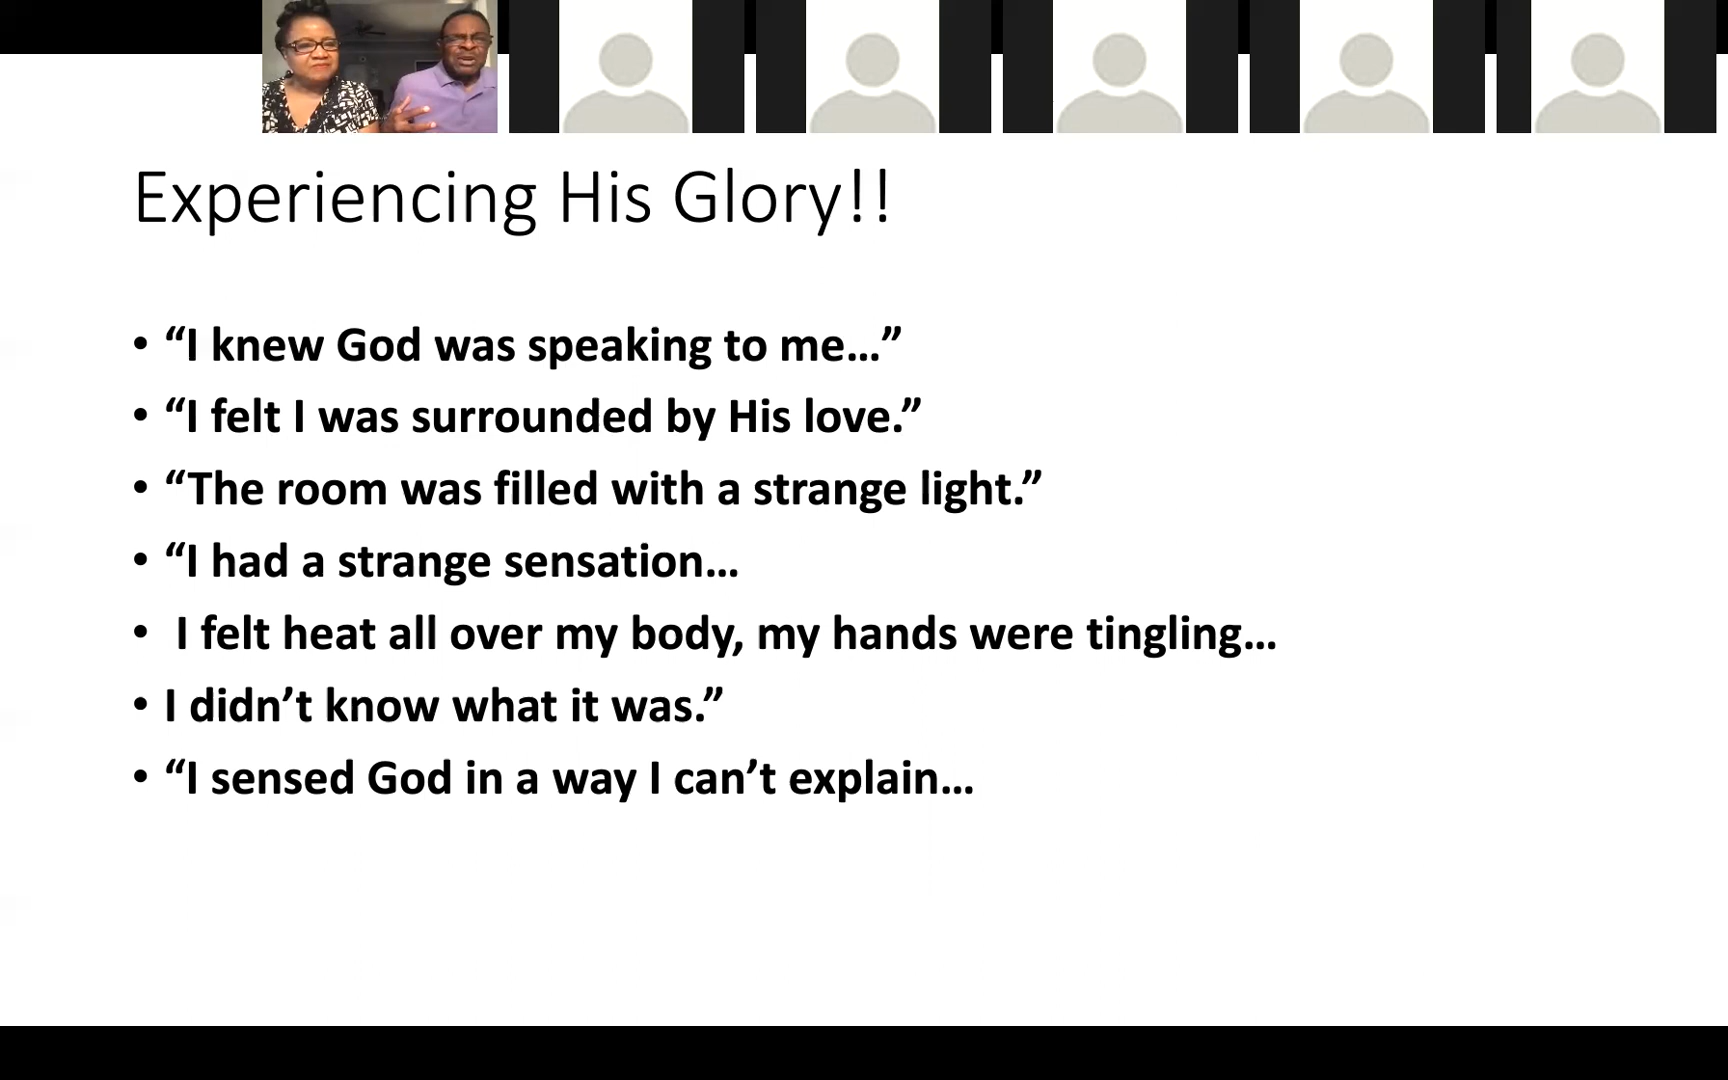 Experiencing His Glory!!
• “I knew God was speaking to me…”
• “I felt I was surrounded by His love.”
• “The room was filled with a strange light.”
• “I had a strange sensation…
• I felt heat all over my body, my hands were tingling…
• I didn’t know what it was.”
• “I sensed God in a way I can’t explain…